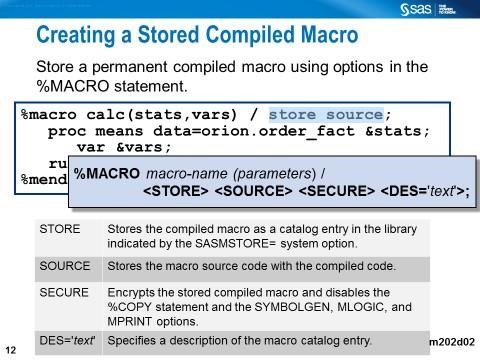 sas
THE POWER TO KNOW
Creating a Stored Compiled Macro
Store a permanent compiled macro using options in the
%MACRO statement.
%macro calc(stats,vars) / store source;
proc means data=orion.order_fact &stats;
var &vars;
ru
%mend
%MACRO macro-name (parameters) /
<STORE> <SOURCE> <SECURE> <DES='text'>;
STORE Stores the compiled macro as a catalog entry in the library
indicated by the SASMSTORE= system option.
SOURCE Stores the macro source code with the compiled code.
SECURE Encrypts the stored compiled macro and disables the
%COPY statement and the SYMBOLGEN, MLOGIC, and
MPRINT options.
DES='text' Specifies a description of the macro catalog entry.
m202d02
12